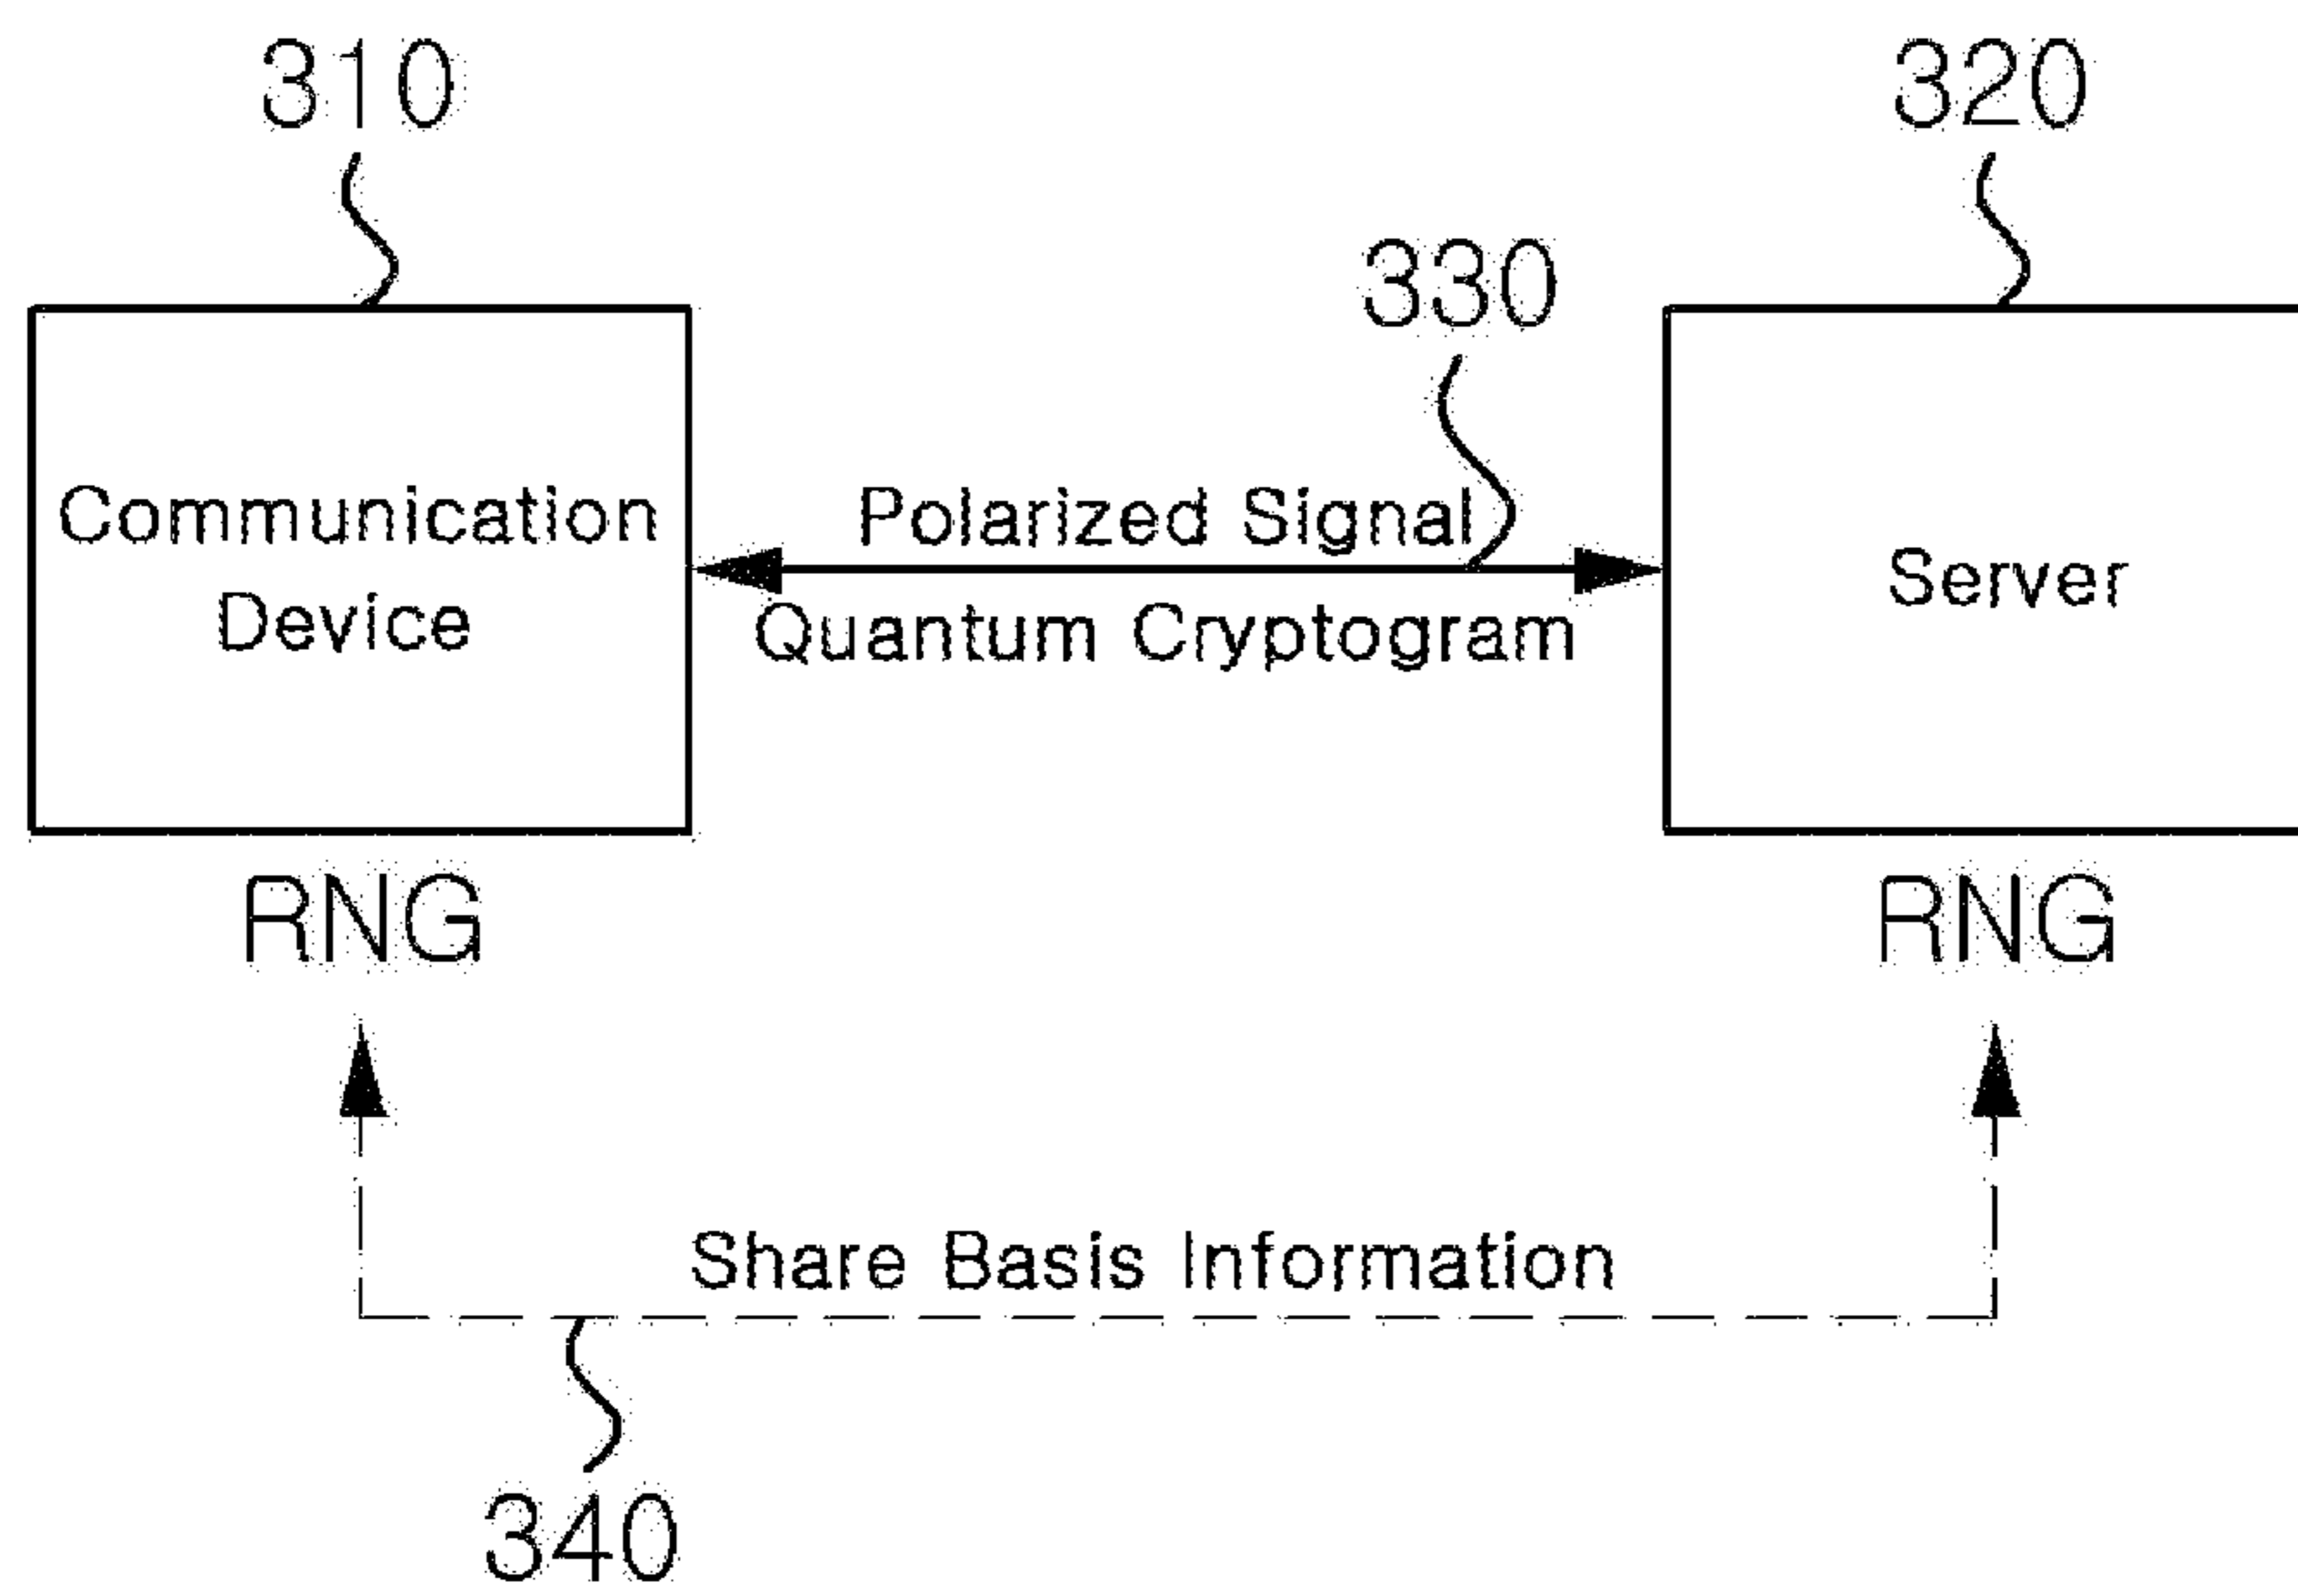 310
320
330
Communication
Device
Polarized Signal
Quantum Cryptogram
Server
RNG
RNG
Share Basis Information
340